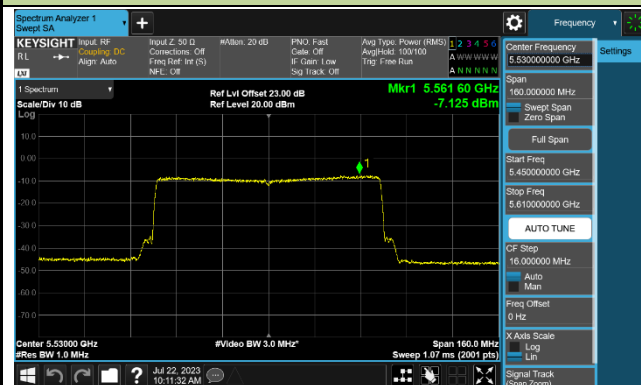 Spectrum Analyzer 1
Swept SA
Frequency
KEYSIGHT
RL
LXI
Input: RF
Coupling: DC
Align: Auto
Input Z: 50 Ω
Corrections: Off
Freq Ref: Int (S)
NFE: Off
#Atten: 20 dB
PNO: Fast
Gate: Off
IF Gain: Low
Sig Track: Off
Avg Type: Power (RMS)
Avg|Hold: 100/100
Trig: Free Run
1 2 3 4 5 6
A W W W W W
A N N N N N
1 Spectrum
Scale/Div 10 dB
Log
Ref Lvl Offset 23.00 dB
Ref Level 20.00 dBm
Mkr1 5.561 60 GHz
-7.125 dBm
10.0
0.00
-10.0
-20.0
-30.0
-40.0
-50.0
-60.0
-70.0
1
Center 5.53000 GHz
#Res BW 1.0 MHz
#Video BW 3.0 MHz*
Span 160.0 MHz
Sweep 1.07 ms (2001 pts)
Jul 22, 2023
10:11:32 AM
Center Frequency
5.530000000 GHz
Settings
Span
160.000000 MHz
Swept Span
Zero Span
Full Span
Start Freq
5.450000000 GHz
Stop Freq
5.610000000 GHz
AUTO TUNE
CF Step
16.000000 MHz
Auto
Man
Freq Offset
0 Hz
X Axis Scale
Log
Lin
Signal Track
(Span Zoom)